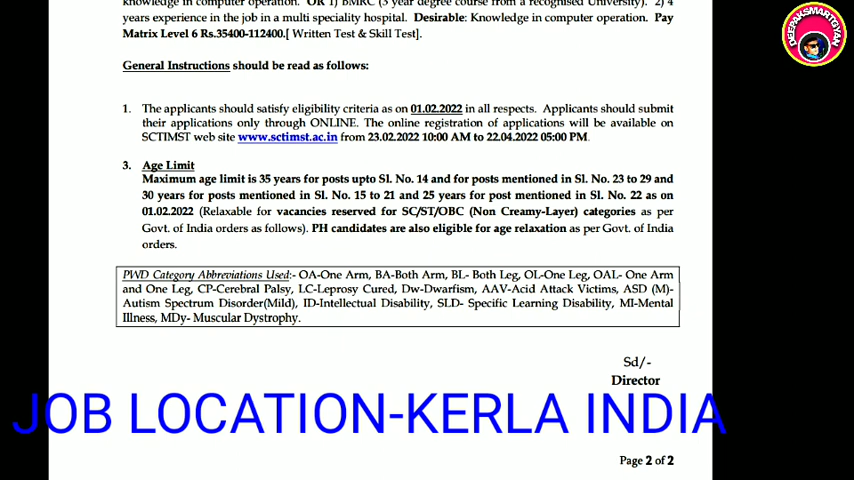 knowledge in computer operation. OR 1) BMRC (3 year degree course from a recognised University). 2) 4
years experience in the job in a multi speciality hospital. Desirable: Knowledge in computer operation. Pay
Matrix Level 6 Rs.35400-112400.[ Written Test & Skill Test].
General Instructions should be read as follows:
1. The applicants should satisfy eligibility criteria as on 01.02.2022 in all respects. Applicants should submit
their applications only through ONLINE. The online registration of applications will be available on
SCTIMST web site www.sctimst.ac.in from 23.02.2022 10:00 AM to 22.04.2022 05:00 PM.
3. Age Limit
Maximum age limit is 35 years for posts upto Sl. No. 14 and for posts mentioned in Sl. No. 23 to 29 and
30 years for posts mentioned in Sl. No. 15 to 21 and 25 years for post mentioned in Sl. No. 22 as on
01.02.2022 (Relaxable for vacancies reserved for SC/ST/OBC (Non Creamy-Layer) categories as per
Govt. of India orders as follows). PH candidates are also eligible for age relaxation as per Govt. of India
orders.
PWD Category Abbreviations Used:- OA-One Arm, BA-Both Arm, BL- Both Leg, OL-One Leg, OAL- One Arm
and One Leg, CP-Cerebral Palsy, LC-Leprosy Cured, Dw-Dwarfism, AAV-Acid Attack Victims, ASD (M)-
Autism Spectrum Disorder(Mild), ID-Intellectual Disability, SLD- Specific Learning Disability, MI-Mental
Illness, MDy- Muscular Dystrophy.
Sd/-
Director
JOB LOCATION-KERLA INDIA
Page 2 of 2
DEEPAKSMARTGYAN